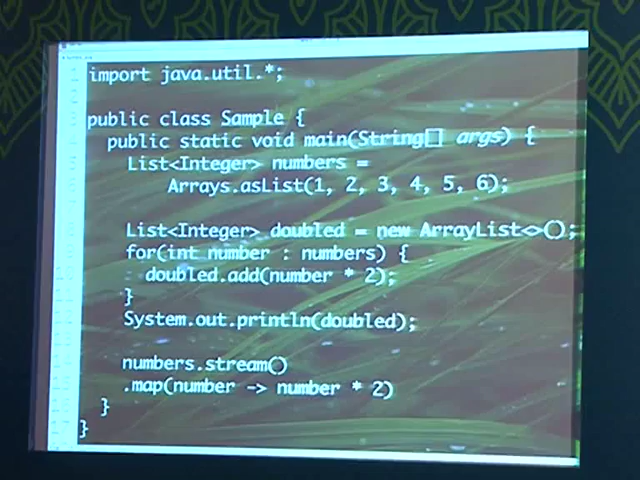 import java.util.*;
public class Sample {
public static void main(String[] args) {
List<Integer> numbers =
Arrays.asList(1, 2, 3, 4, 5, 6);
List<Integer> doubled = new ArrayList<>();
for(int number : numbers) {
doubled.add(number * 2);
}
System.out.println(doubled);
numbers.stream()
.map(number -> number * 2)
}
}